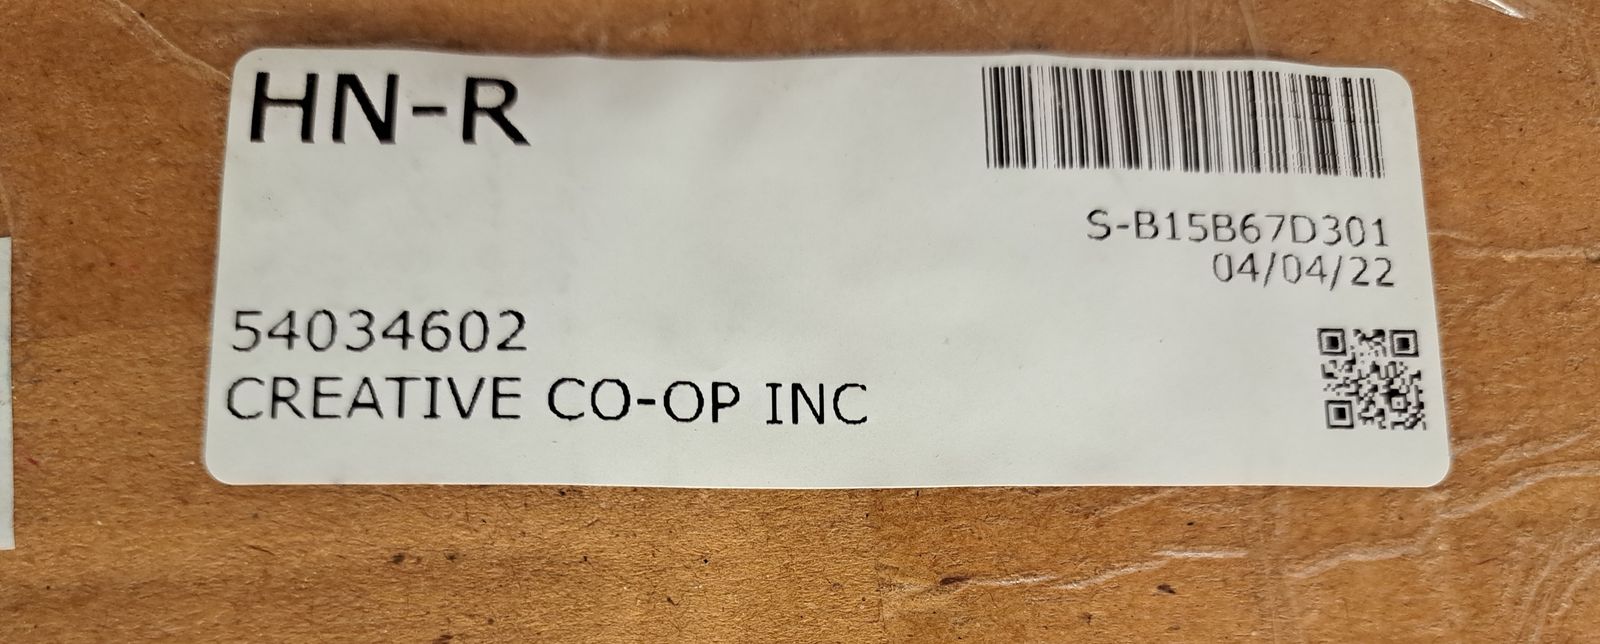 HN-R
S-B15B67D301
04/04/22
54034602
CREATIVE CO-OP INC